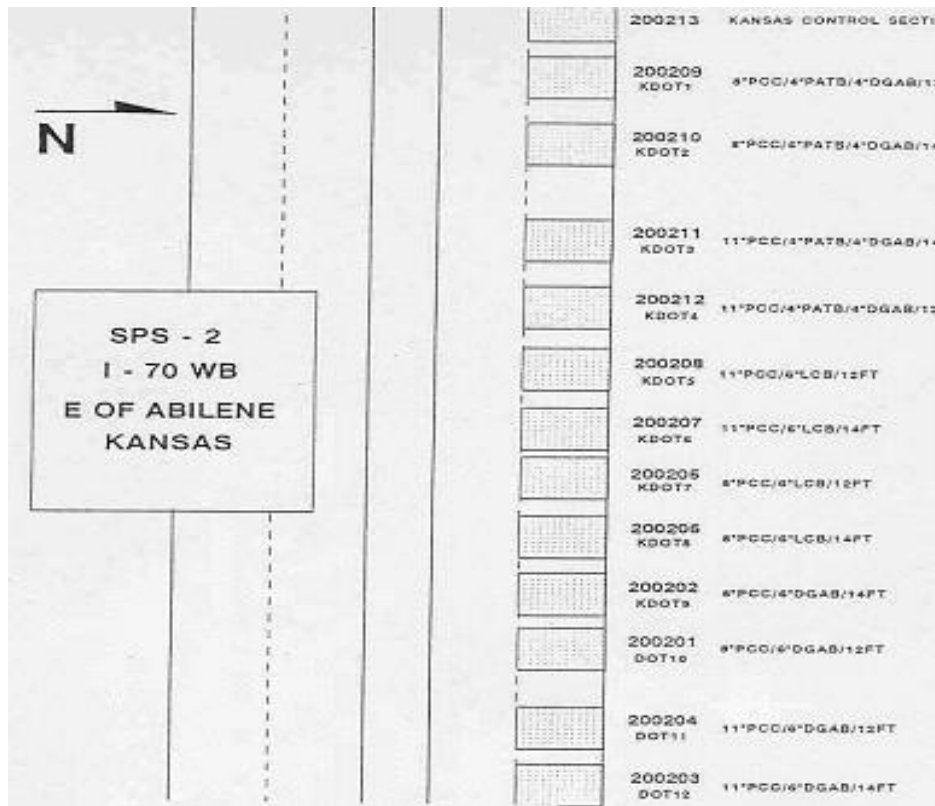 N
SPS - 2
I - 70 WB
E OF ABILENE
KANSAS
200213 KANSAS CONTROL SECTI
200209 8"PCC/4"PATB/4"DGAB/12
KDOT1
200210 8"PCC/4"PATB/4"DGAB/14
KDOT2
200211 11"PCC/4"PATB/4"DGAB/14
KDOT3
200212 11"PCC/4"PATB/4"DGAB/12
KDOT4
200208 11"PCC/6"LCB/12FT
KDOT5
200207 11"PCC/6"LCB/14FT
KDOT6
200205 8"PCC/6"LCB/12FT
KDOT7
200206 8"PCC/6"LCB/14FT
KDOT8
200202 8"PCC/6"DGAB/14FT
KDOT9
200201 8"PCC/6"DGAB/12FT
DOT10
200204 11"PCC/6"DGAB/12FT
DOT11
200203 11"PCC/6"DGAB/14FT
DOT12